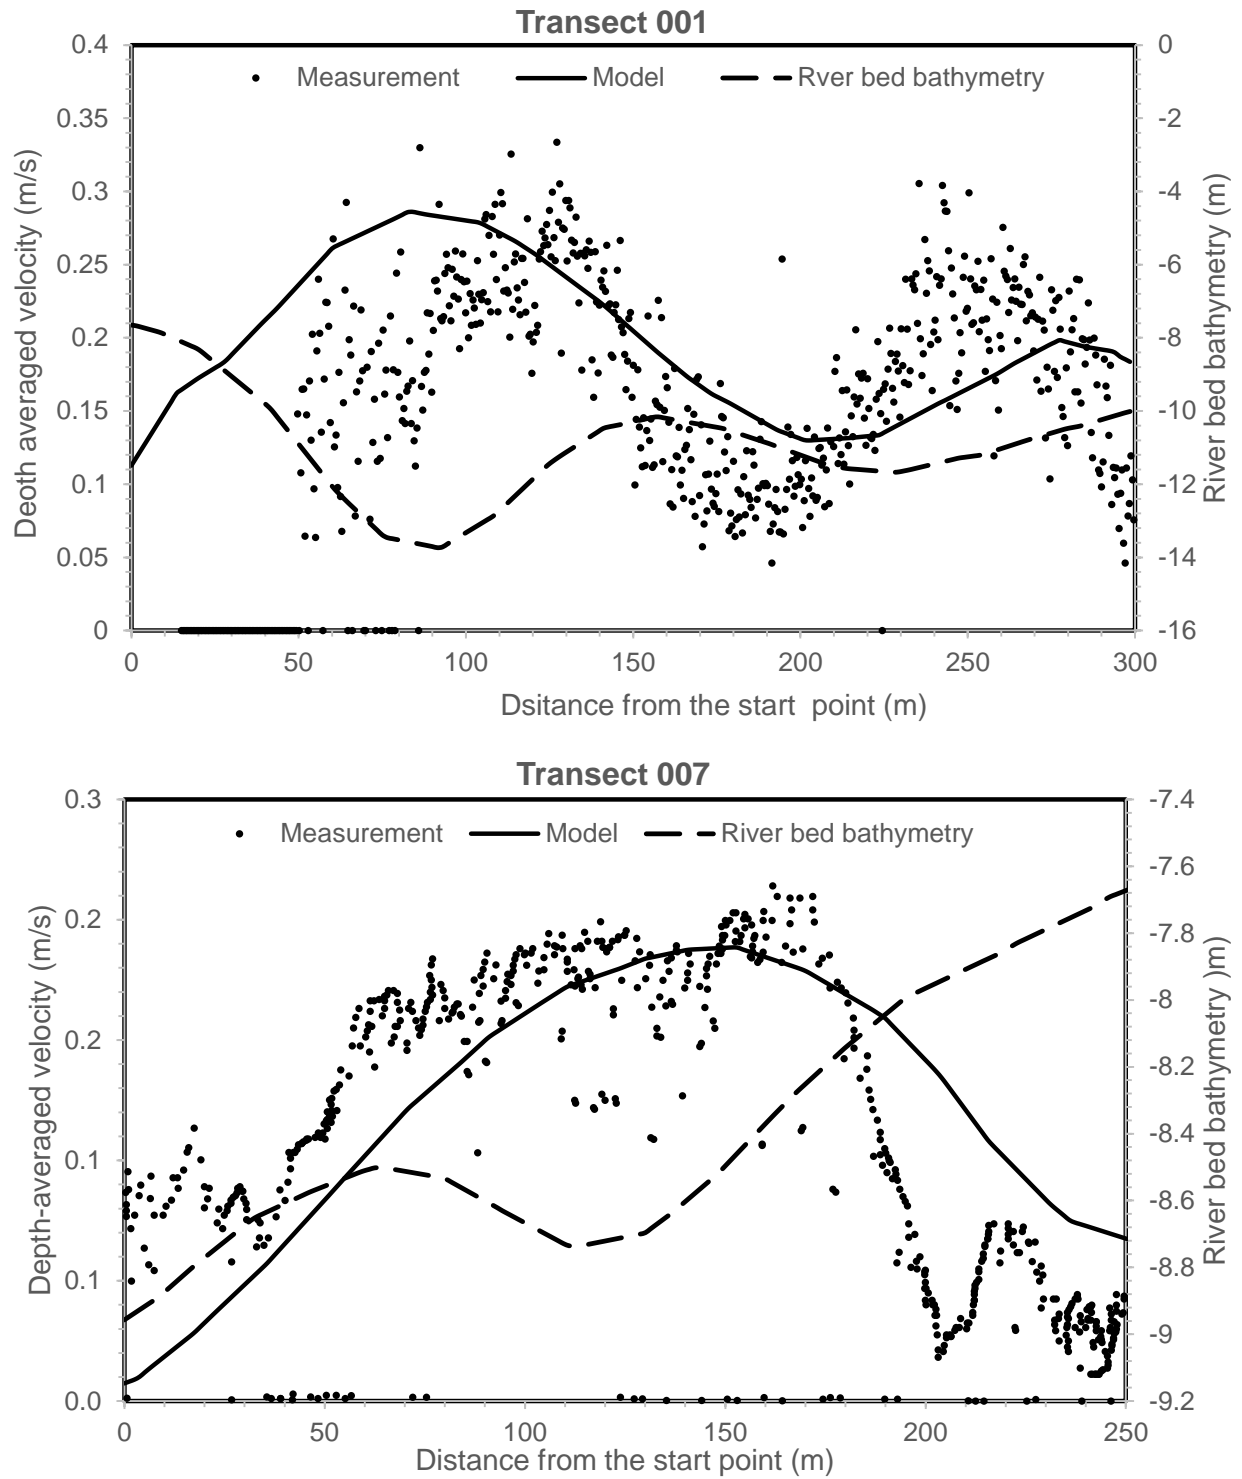 Transect 001
0.4
0.35
0.3
0.25
0.2
0.15
0.1
0.05
0
Deoth averaged velocity (m/s)
Measurement Model Rver bed bathymetry
0
-2
-4
-6
-8
-10
-12
-14
-16
River bed bathymetry (m)
0 50 100 150 200 250 300
Dsitance from the start point (m)
Transect 007
0.3
0.2
0.2
0.1
0.1
0.0
Depth-averaged velocity (m/s)
Measurement Model River bed bathymetry
-7.4
-7.6
-7.8
-8
-8.2
-8.4
-8.6
-8.8
-9
-9.2
River bed bathymetry )m)
0 50 100 150 200 250
Distance from the start point (m)